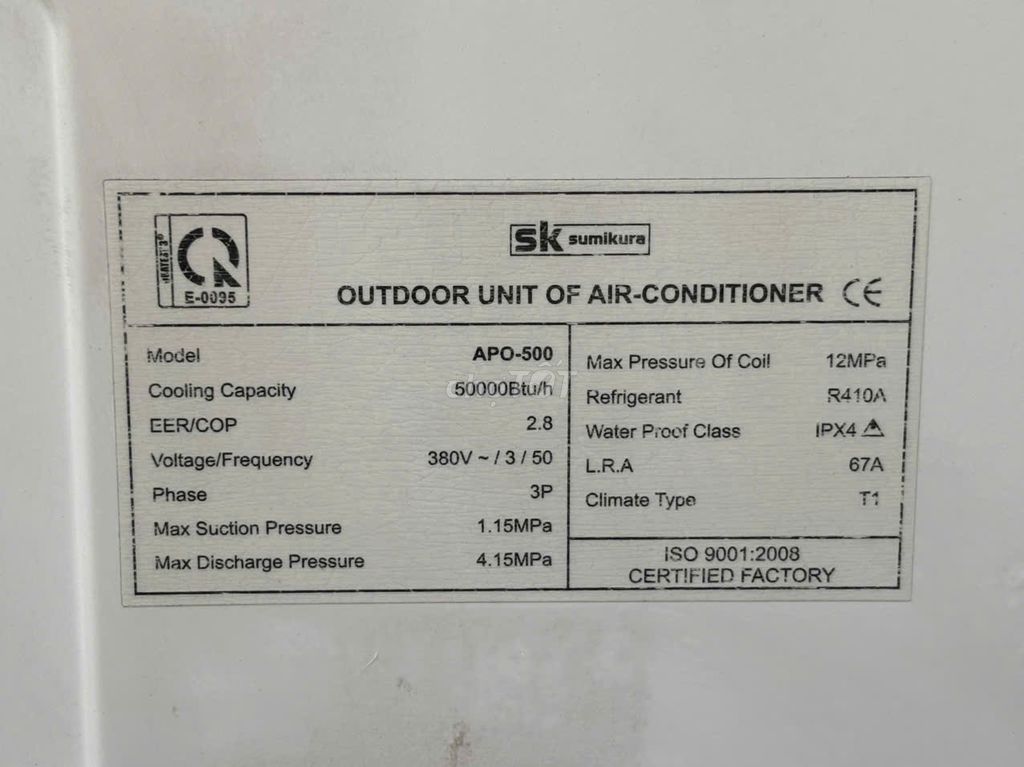 sk sumikura
E-0095
OUTDOOR UNIT OF AIR-CONDITIONER CE
Model APO-500
Cooling Capacity 50000Btu/h
EER/COP 2.8
Voltage/Frequency 380V ~ / 3 / 50
Phase 3P
Max Suction Pressure 1.15MPa
Max Discharge Pressure 4.15MPa
Max Pressure Of Coil 12MPa
Refrigerant R410A
Water Proof Class IPX4
L.R.A 67A
Climate Type T1
ISO 9001:2008
CERTIFIED FACTORY